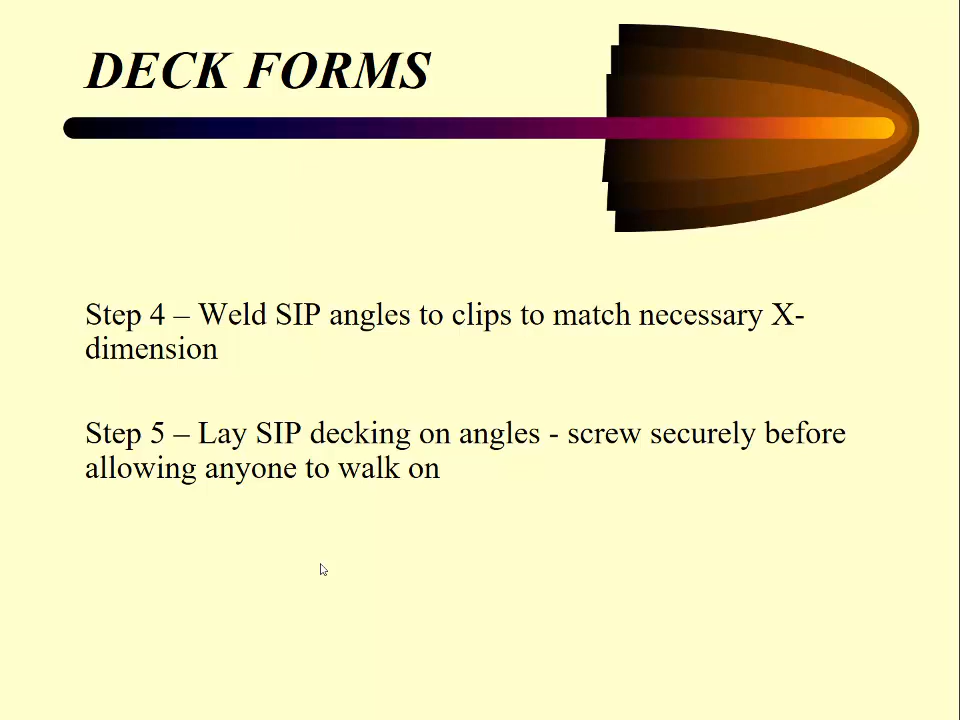 DECK FORMS
Step 4 – Weld SIP angles to clips to match necessary X-
dimension
Step 5 – Lay SIP decking on angles - screw securely before
allowing anyone to walk on